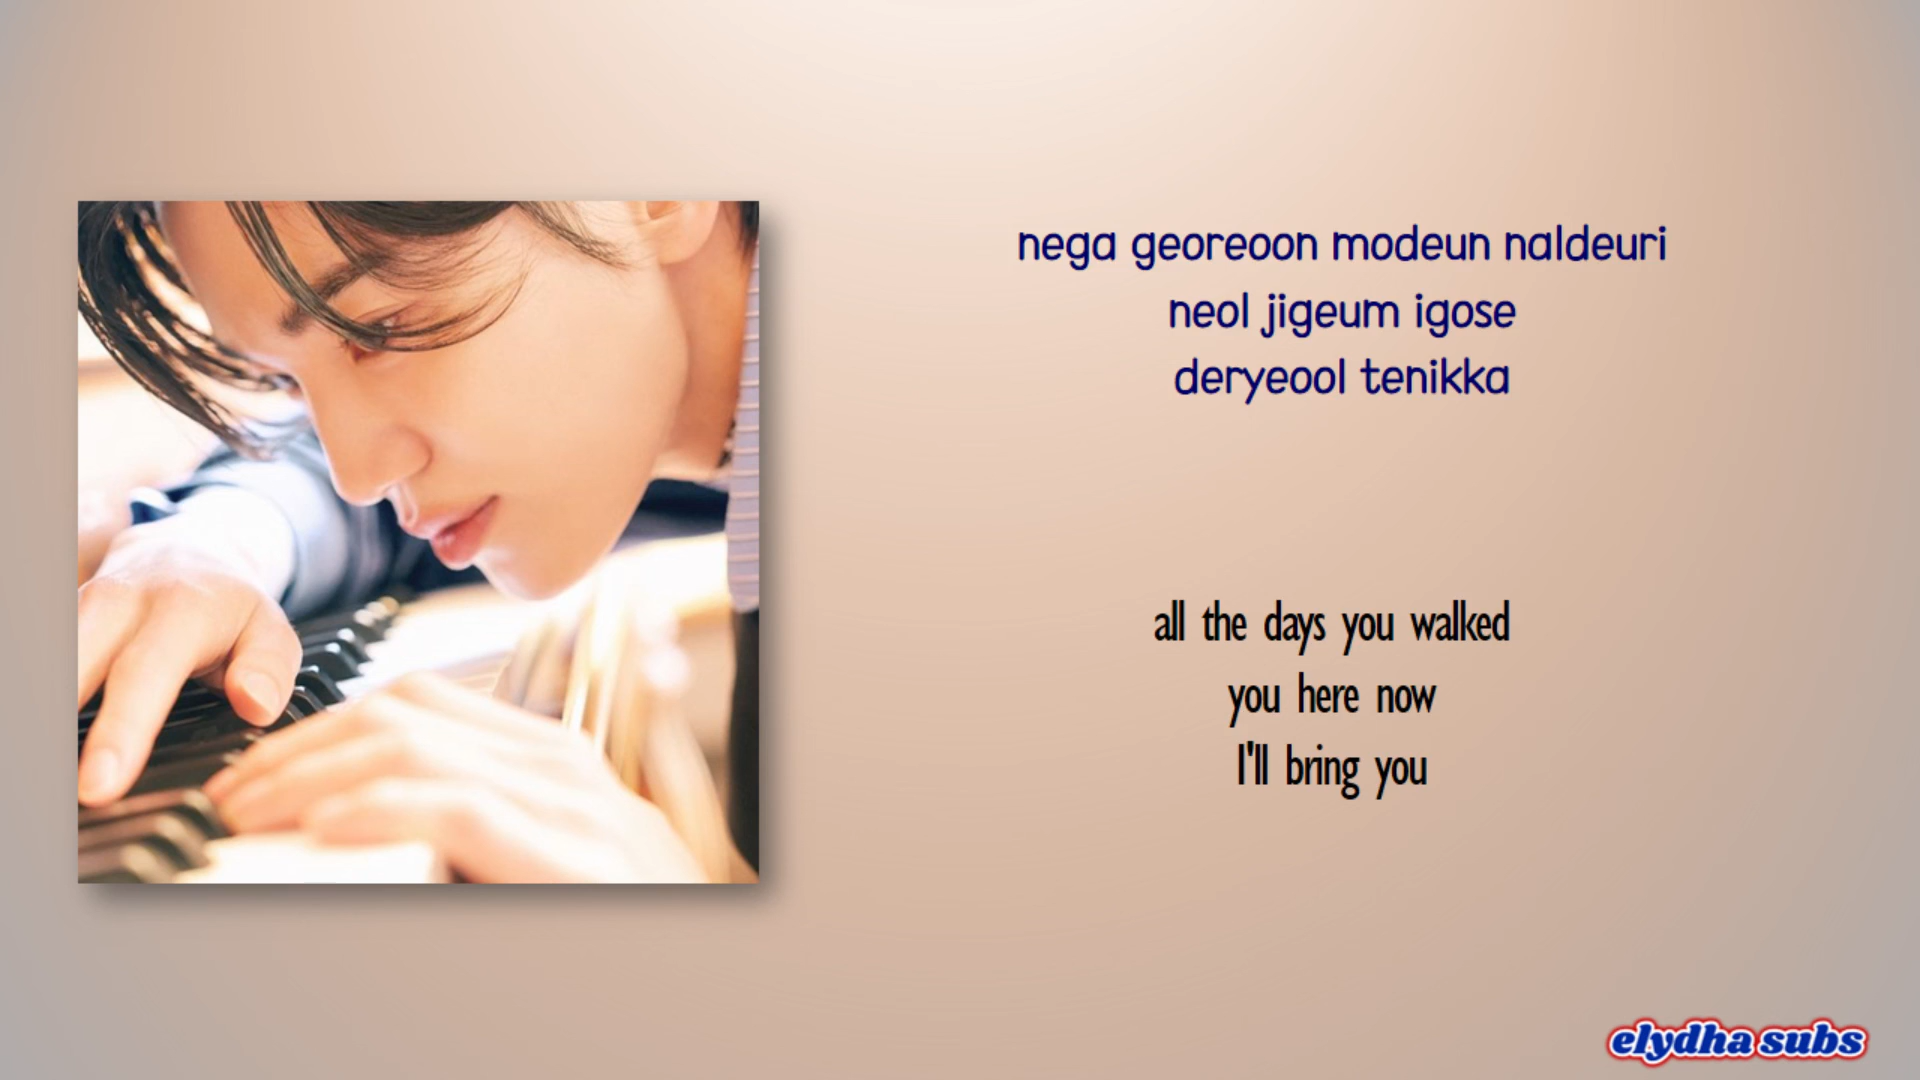 nega georeoon modeun naldeuri
neol jigeum igose
deryeool tenikka
all the days you walked
you here now
I'll bring you
elydha subs